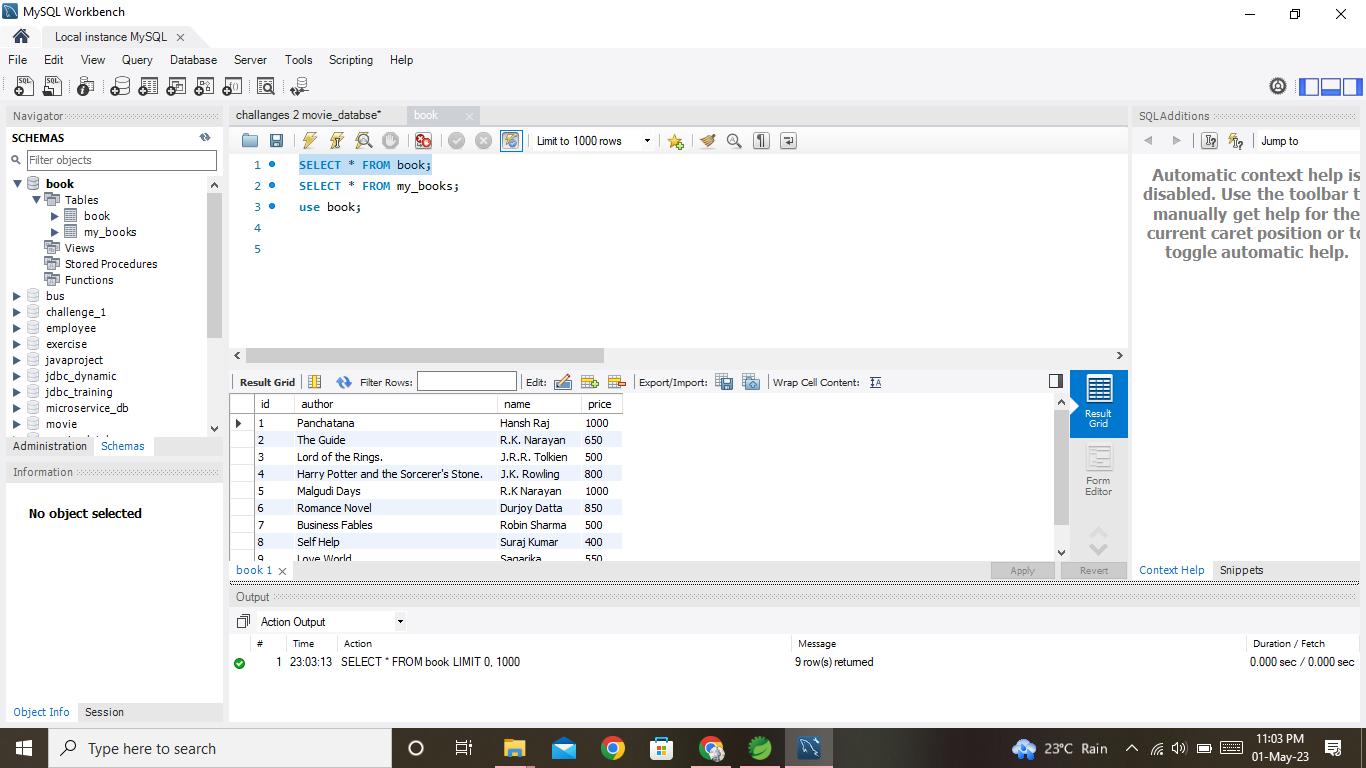 MySQL Workbench
Local instance MySQL
File Edit View Query Database Server Tools Scripting Help
Navigator
SCHEMAS
Filter objects
book
Tables
book
my_books
Views
Stored Procedures
Functions
bus
challenge_1
employee
exercise
javaproject
jdbc_dynamic
jdbc_training
microservice_db
movie
Administration Schemas
Information
No object selected
Object Info Session
challanges 2 movie_databse* book
Limit to 1000 rows
1 SELECT * FROM book;
2 SELECT * FROM my_books;
3 use book;
4
5
Result Grid Filter Rows: Edit: Export/Import: Wrap Cell Content:
id author name price
1 Panchatana Hansh Raj 1000
2 The Guide R.K. Narayan 650
3 Lord of the Rings. J.R.R. Tolkien 500
4 Harry Potter and the Sorcerer's Stone. J.K. Rowling 800
5 Malgudi Days R.K Narayan 1000
6 Romance Novel Durjoy Datta 850
7 Business Fables Robin Sharma 500
8 Self Help Suraj Kumar 400
9 Love World Sagarika 550
Result Grid
Form Editor
book 1 Apply Revert
SQLAdditions
Jump to
Automatic context help is
disabled. Use the toolbar t
manually get help for the
current caret position or to
toggle automatic help.
Context Help Snippets
Output
Action Output
# Time Action Message Duration / Fetch
1 23:03:13 SELECT * FROM book LIMIT 0, 1000 9 row(s) returned 0.000 sec / 0.000 sec
Type here to search
23°C Rain
11:03 PM
01-May-23